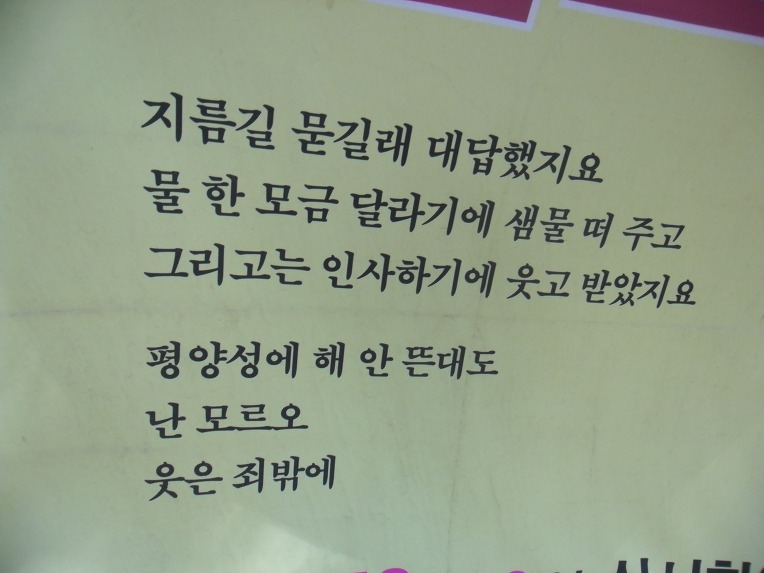 지름길 묻길래 대답했지요
물 한 모금 달라기에 샘물 떠 주고
그리고는 인사하기에 웃고 받았지요
평양성에 해 안 뜬대도
난 모르오
웃은 죄밖에